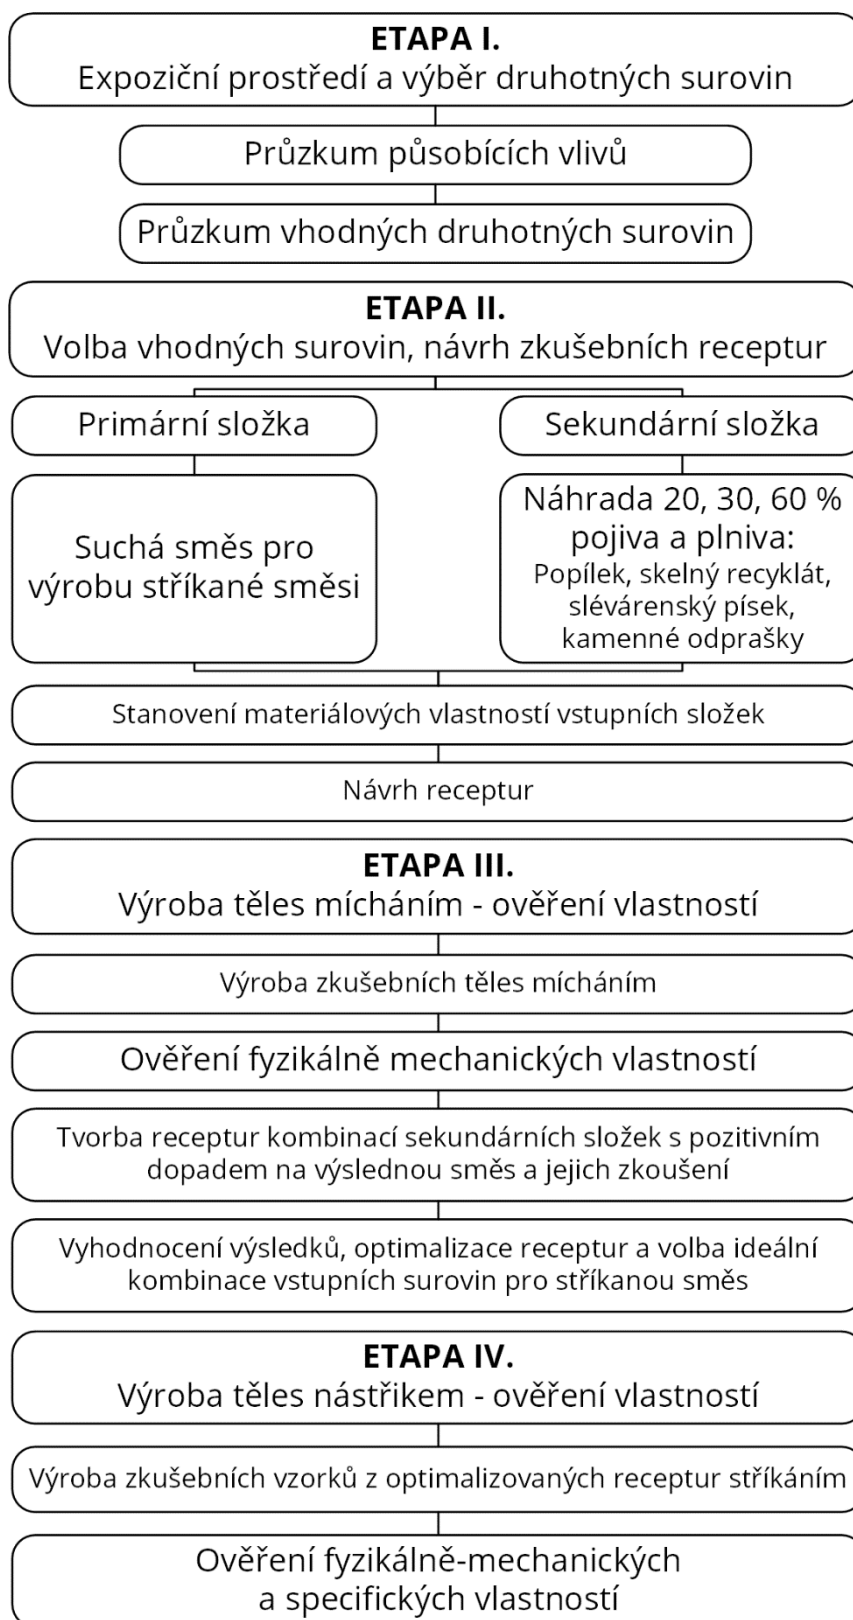 ETAPA I.
Expoziční prostředí a výběr druhotných surovin
Průzkum působících vlivů
Průzkum vhodných druhotných surovin
ETAPA II.
Volba vhodných surovin, návrh zkušebních receptur
Primární složka
Sekundární složka
Suchá směs pro
výrobu stříkané směsi
Náhrada 20, 30, 60 %
pojiva a plniva:
Popílek, skelný recyklát,
slévárenský písek,
kamenné odprašky
Stanovení materiálových vlastností vstupních složek
Návrh receptur
ETAPA III.
Výroba těles mícháním - ověření vlastností
Výroba zkušebních těles mícháním
Ověření fyzikálně mechanických vlastností
Tvorba receptur kombinací sekundárních složek s pozitivním
dopadem na výslednou směs a jejich zkoušení
Vyhodnocení výsledků, optimalizace receptur a volba ideální
kombinace vstupních surovin pro stříkanou směs
ETAPA IV.
Výroba těles nástřikem - ověření vlastností
Výroba zkušebních vzorků z optimalizovaných receptur stříkáním
Ověření fyzikálně-mechanických
a specifických vlastností